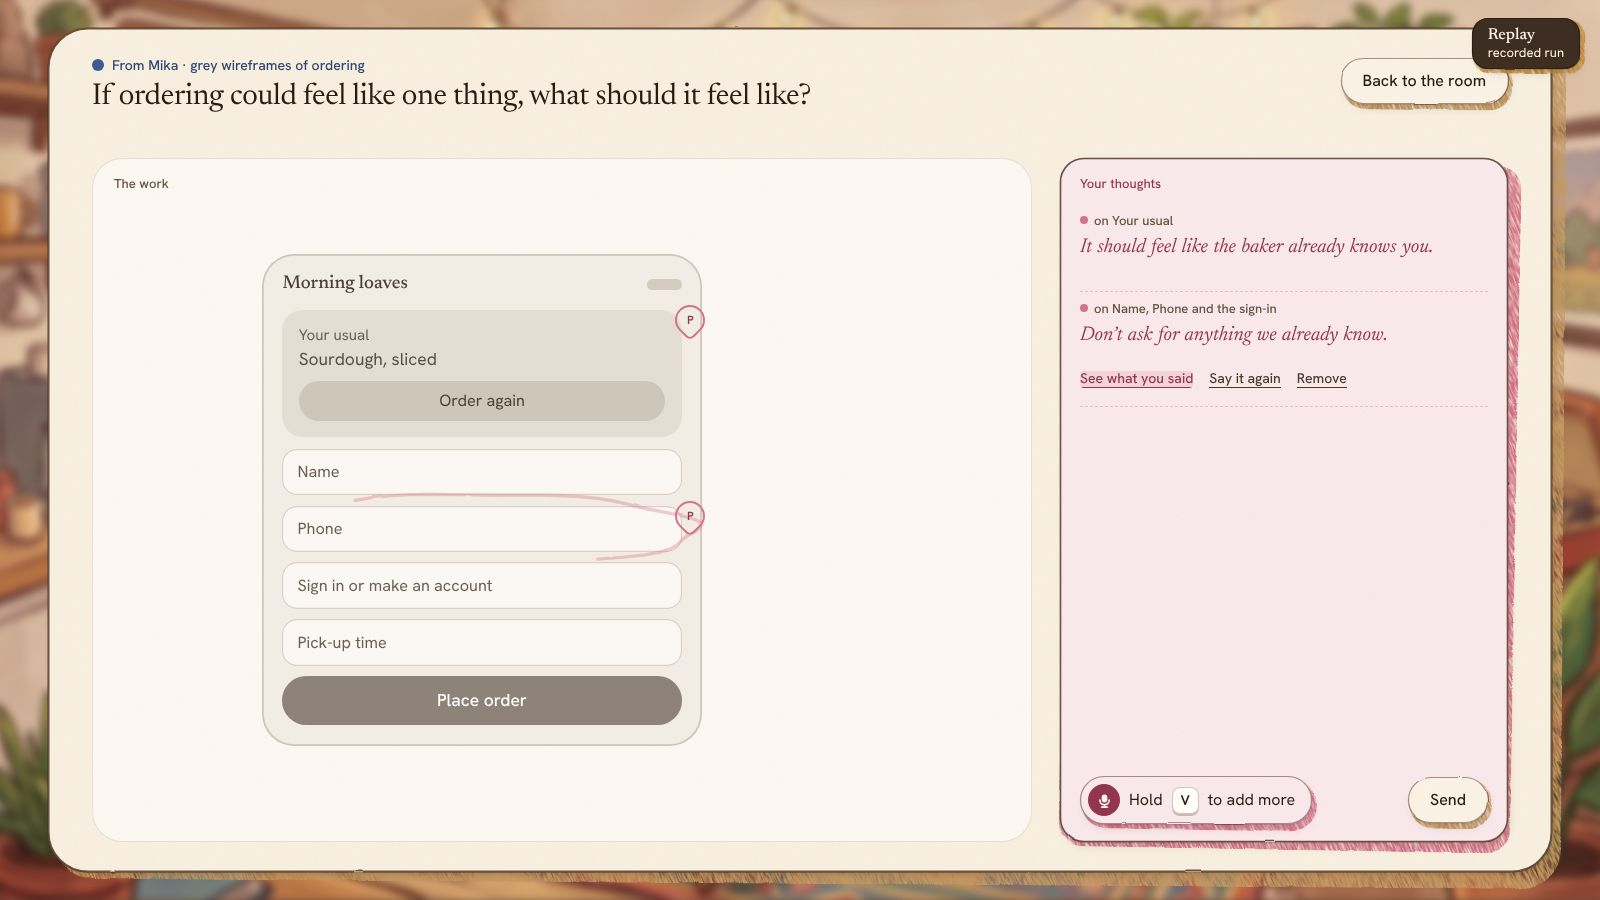 Replay
recorded run
From Mika · grey wireframes of ordering
If ordering could feel like one thing, what should it feel like?
Back to the room
The work
Morning loaves
Your usual
Sourdough, sliced
Order again
P
Name
P
Phone
Sign in or make an account
Pick-up time
Place order
Your thoughts
on Your usual
It should feel like the baker already knows you.
on Name, Phone and the sign-in
Don’t ask for anything we already know.
See what you said Say it again Remove
Hold V to add more
Send